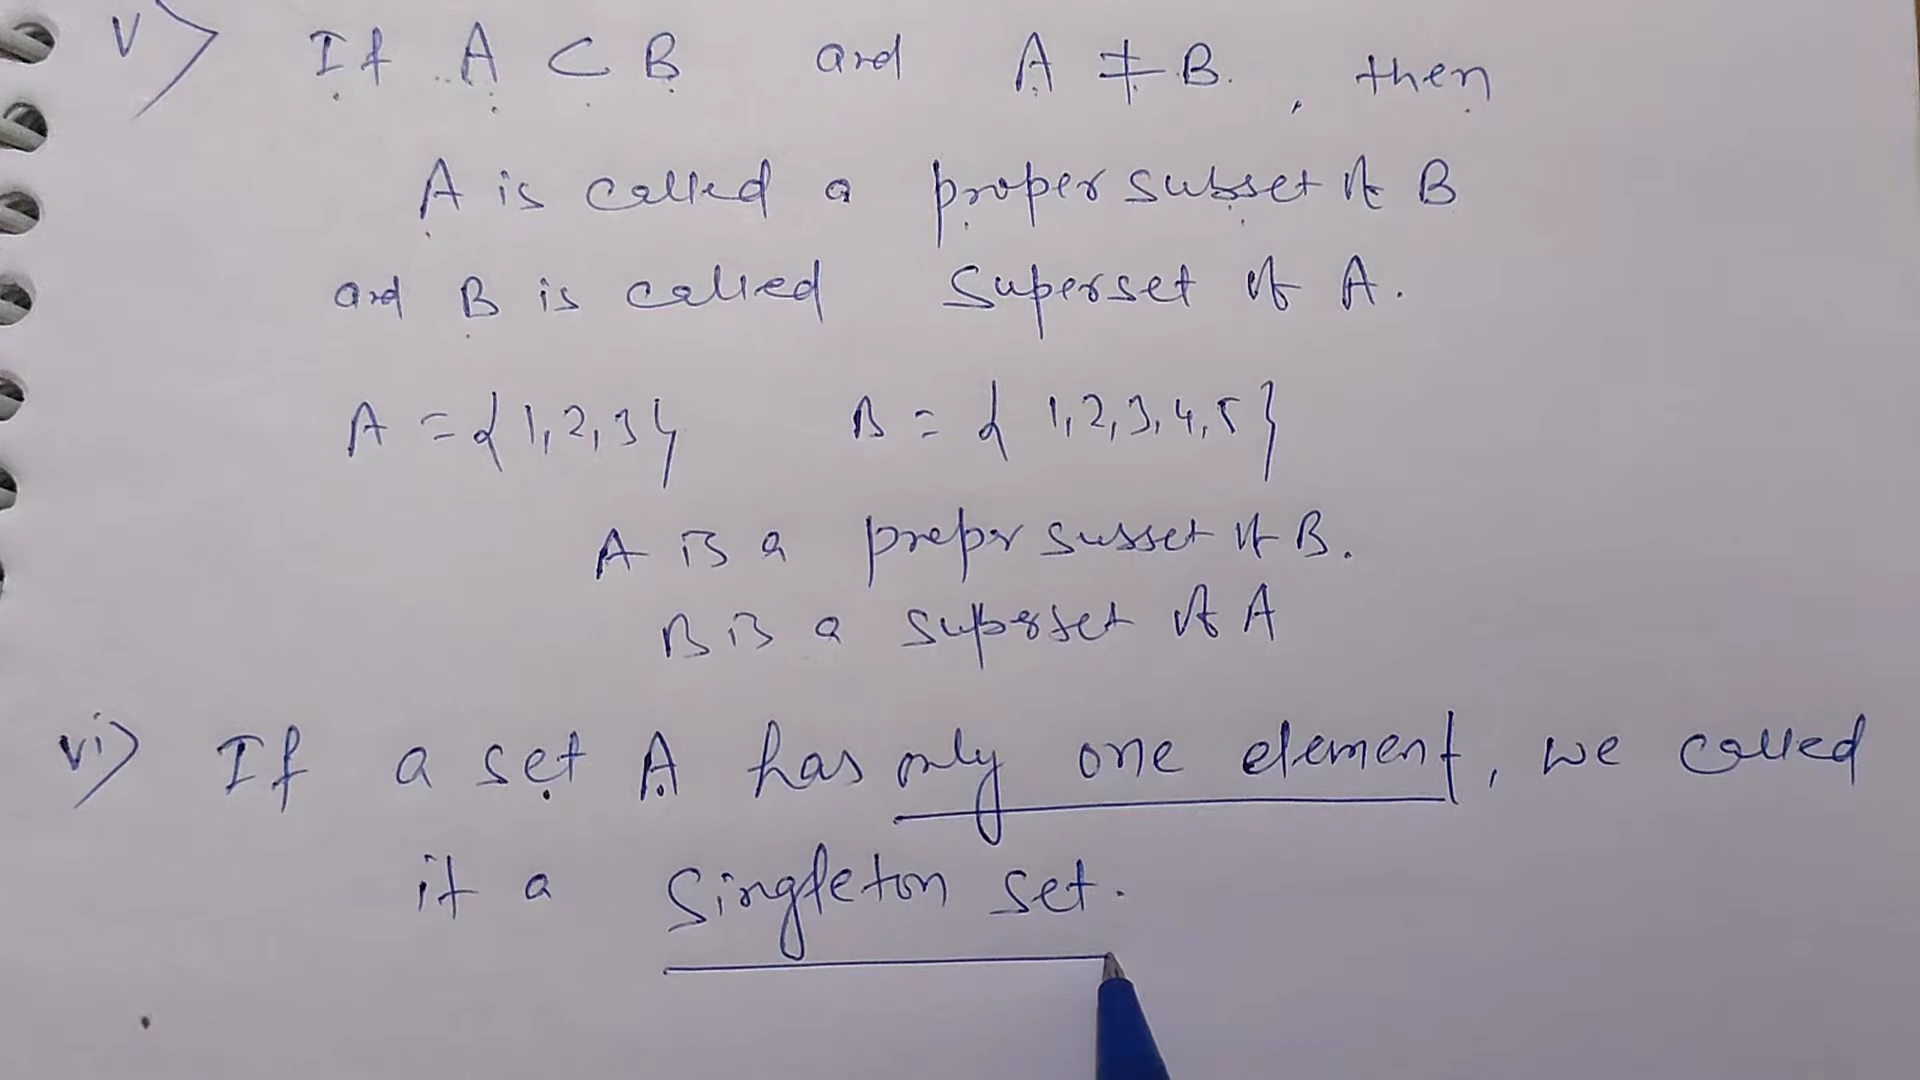 v) If A ⊂ B and A ≠ B, then
A is called a proper subset of B
and B is called Superset of A.
A = {1,2,3} B = {1,2,3,4,5}
A is a proper subset of B.
B is a superset of A
vi) If a set A has only one element, we called
it a Singleton set.